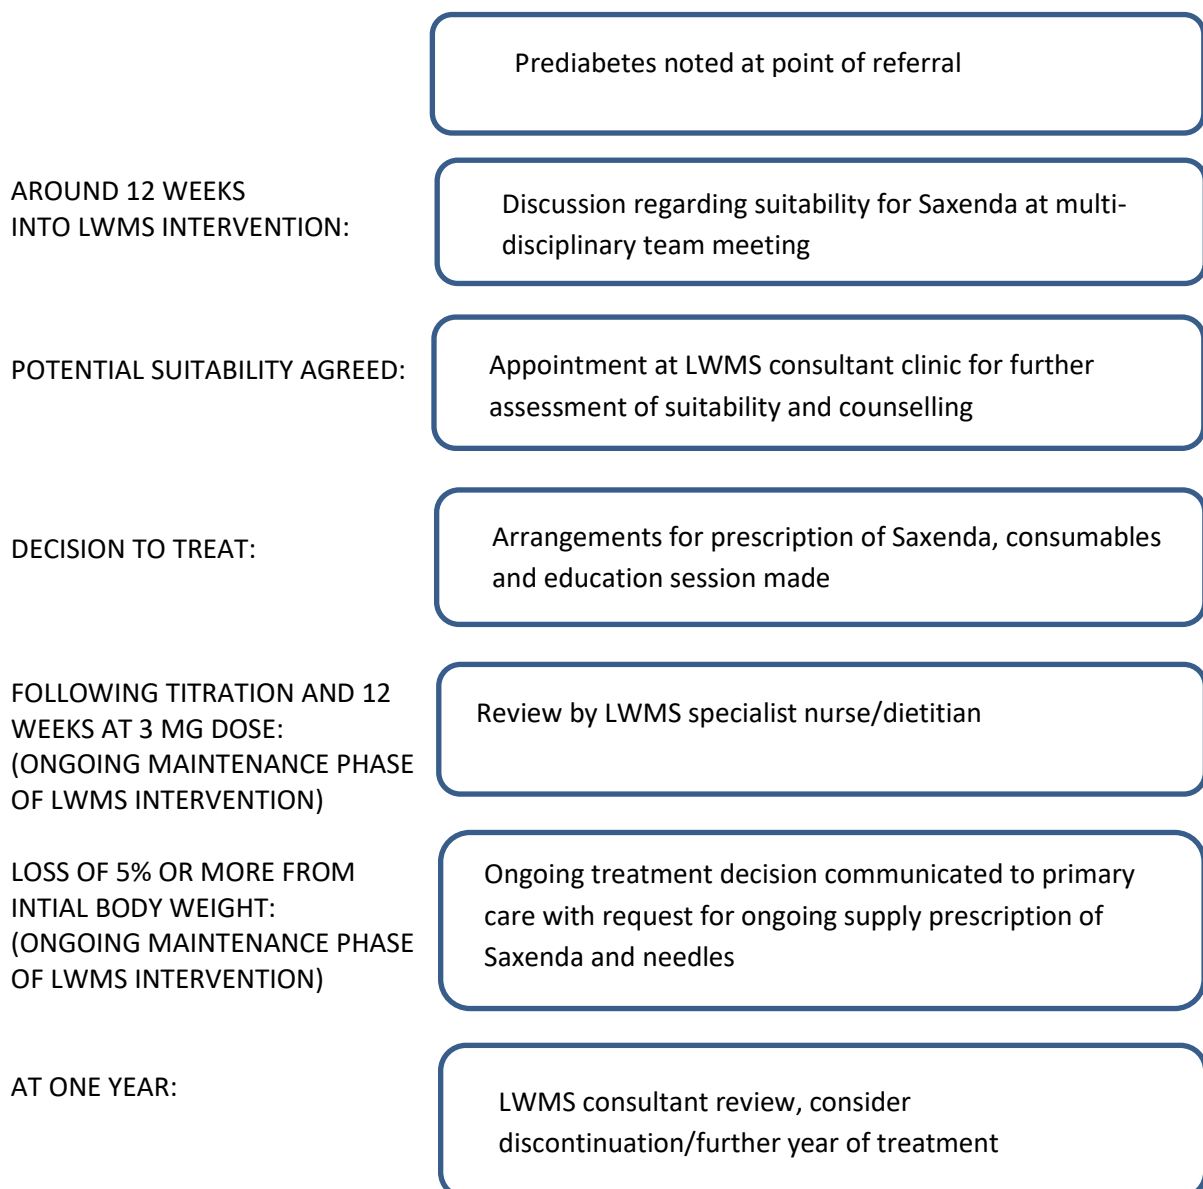 Prediabetes noted at point of referral
AROUND 12 WEEKS
INTO LWMS INTERVENTION:
Discussion regarding suitability for Saxenda at multi-
disciplinary team meeting
POTENTIAL SUITABILITY AGREED:
Appointment at LWMS consultant clinic for further
assessment of suitability and counselling
DECISION TO TREAT:
Arrangements for prescription of Saxenda, consumables
and education session made
FOLLOWING TITRATION AND 12
WEEKS AT 3 MG DOSE:
(ONGOING MAINTENANCE PHASE
OF LWMS INTERVENTION)
Review by LWMS specialist nurse/dietitian
LOSS OF 5% OR MORE FROM
INTIAL BODY WEIGHT:
(ONGOING MAINTENANCE PHASE
OF LWMS INTERVENTION)
Ongoing treatment decision communicated to primary
care with request for ongoing supply prescription of
Saxenda and needles
AT ONE YEAR:
LWMS consultant review, consider
discontinuation/further year of treatment